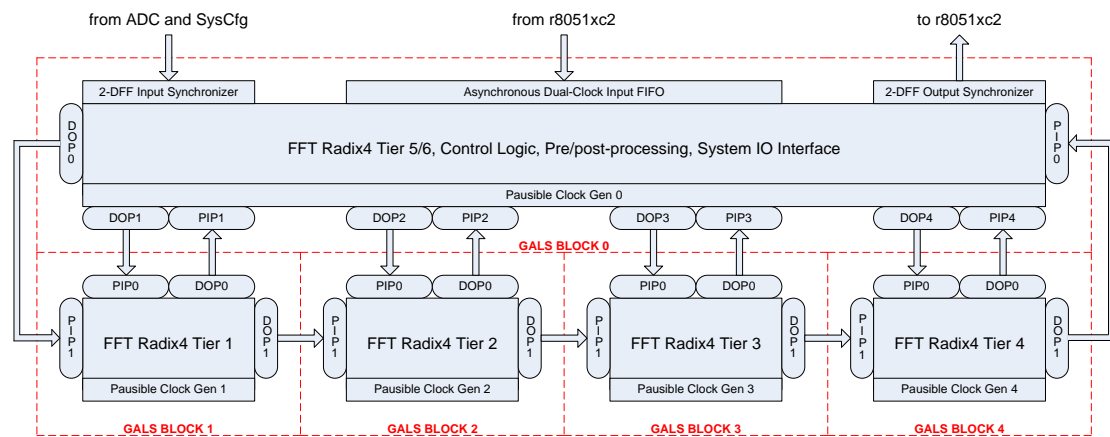 from ADC and SysCfg
from r8051xc2
to r8051xc2
2-DFF Input Synchronizer
Asynchronous Dual-Clock Input FIFO
2-DFF Output Synchronizer
DOP0
FFT Radix4 Tier 5/6, Control Logic, Pre/post-processing, System IO Interface
PIP0
Pausible Clock Gen 0
DOP1
PIP1
DOP2
PIP2
DOP3
PIP3
DOP4
PIP4
GALS BLOCK 0
PIP0
DOP0
PIP0
DOP0
PIP0
DOP0
PIP0
DOP0
PIP1
FFT Radix4 Tier 1
DOP1
PIP1
FFT Radix4 Tier 2
DOP1
PIP1
FFT Radix4 Tier 3
DOP1
PIP1
FFT Radix4 Tier 4
DOP1
Pausible Clock Gen 1
Pausible Clock Gen 2
Pausible Clock Gen 3
Pausible Clock Gen 4
GALS BLOCK 1
GALS BLOCK 2
GALS BLOCK 3
GALS BLOCK 4